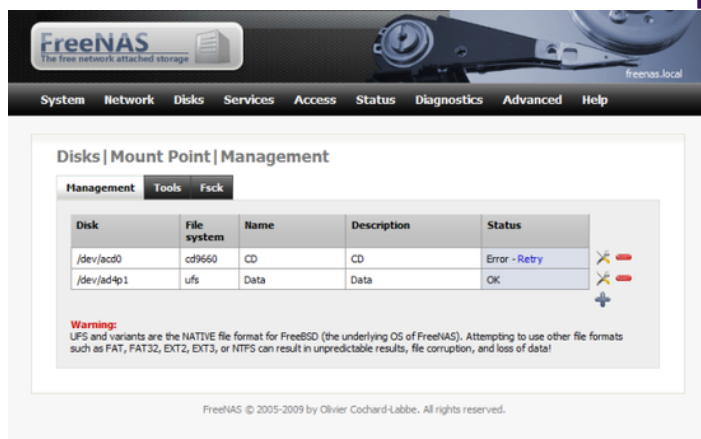 FreeNAS
The free network attached storage
freenas.local
System Network Disks Services Access Status Diagnostics Advanced Help
Disks|Mount Point|Management
Management Tools Fsck
Disk File system Name Description Status
/dev/acd0 cd9660 CD CD Error - Retry
/dev/ad4p1 ufs Data Data OK
Warning:
UFS and variants are the NATIVE file format for FreeBSD (the underlying OS of FreeNAS). Attempting to use other file formats
such as FAT, FAT32, EXT2, EXT3, or NTFS can result in unpredictable results, file corruption, and loss of data!
FreeNAS © 2005-2009 by Olivier Cochard-Labbe. All rights reserved.